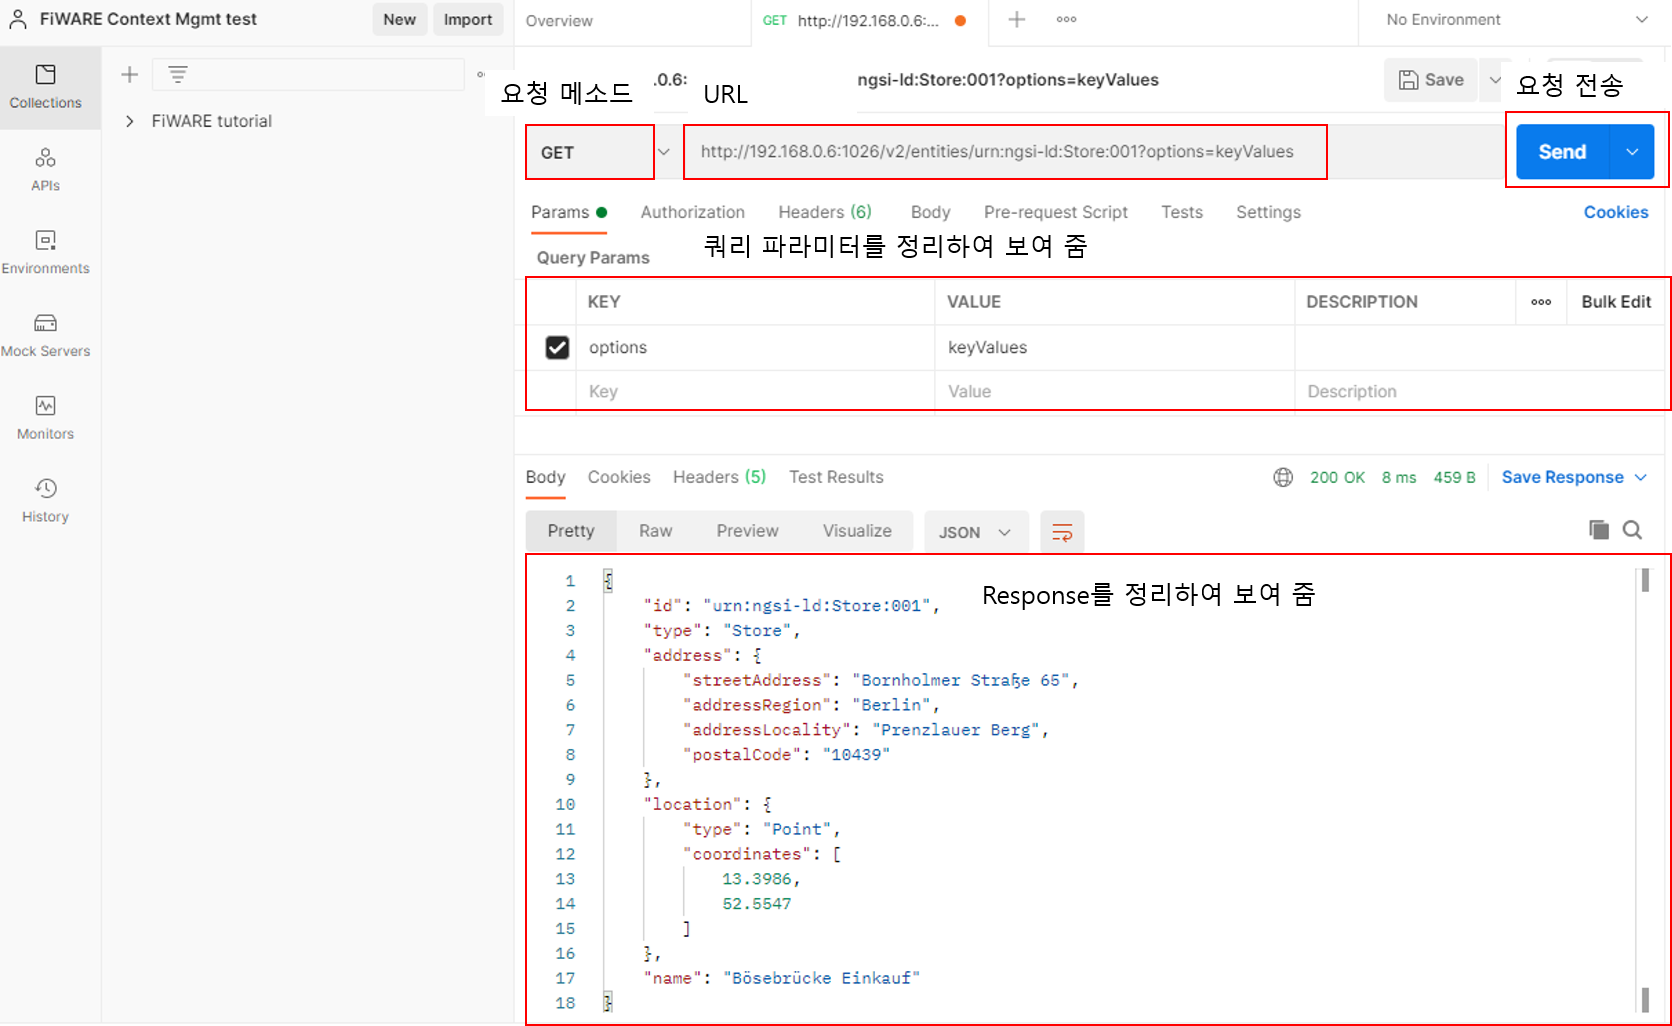 FiWARE Context Mgmt test
New
Import
Overview
GET http://192.168.0.6:...
No Environment
Collections
APIs
Environments
Mock Servers
Monitors
History
FiWARE tutorial
요청 메소드
.0.6:
URL
ngsi-ld:Store:001?options=keyValues
Save
요청 전송
GET
http://192.168.0.6:1026/v2/entities/urn:ngsi-ld:Store:001?options=keyValues
Send
Params
Authorization
Headers (6)
Body
Pre-request Script
Tests
Settings
Cookies
쿼리 파라미터를 정리하여 보여 줌
Query Params
KEY
VALUE
DESCRIPTION
Bulk Edit
options
keyValues
Key
Value
Description
Body
Cookies
Headers (5)
Test Results
200 OK
8 ms
459 B
Save Response
Pretty
Raw
Preview
Visualize
JSON
Response를 정리하여 보여 줌
1 {
2 "id": "urn:ngsi-ld:Store:001",
3 "type": "Store",
4 "address": {
5 "streetAddress": "Bornholmer Straße 65",
6 "addressRegion": "Berlin",
7 "addressLocality": "Prenzlauer Berg",
8 "postalCode": "10439"
9 },
10 "location": {
11 "type": "Point",
12 "coordinates": [
13 13.3986,
14 52.5547
15 ]
16 },
17 "name": "Bösebrücke Einkauf"
18 }